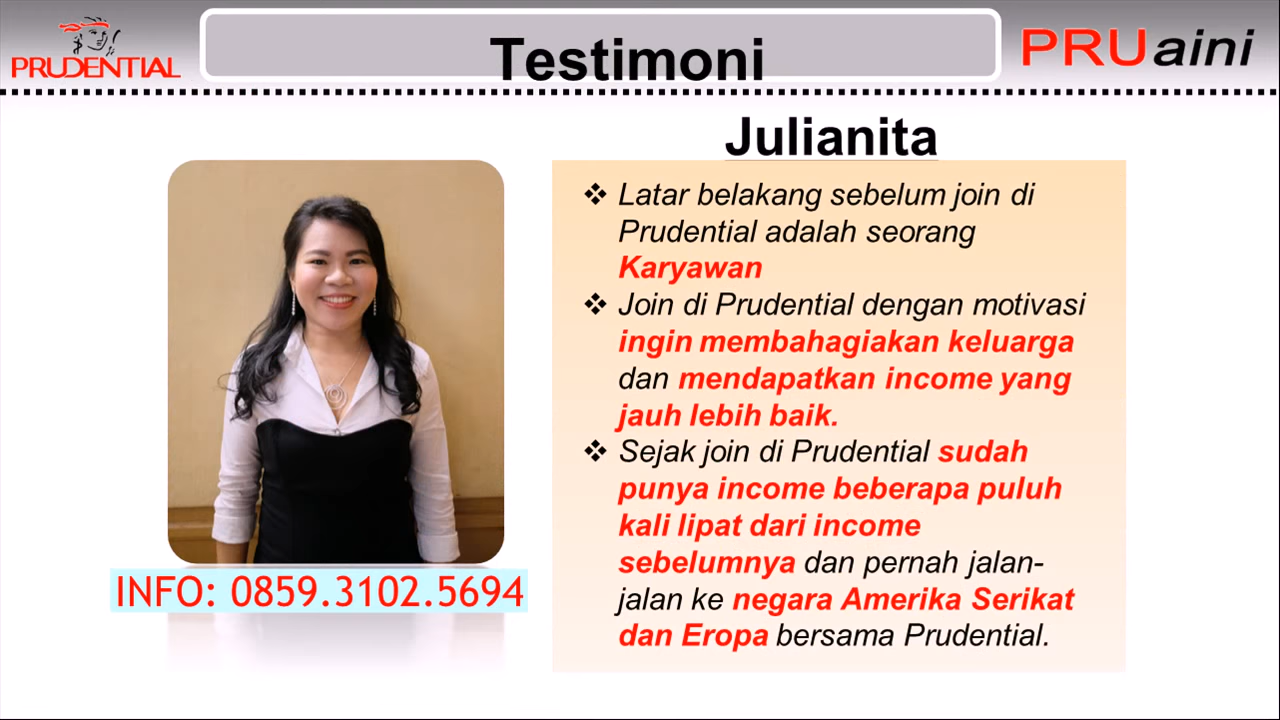 PRUDENTIAL
Testimoni
PRUaini
Julianita
❖ Latar belakang sebelum join di
Prudential adalah seorang
Karyawan
❖ Join di Prudential dengan motivasi
ingin membahagiakan keluarga
dan mendapatkan income yang
jauh lebih baik.
❖ Sejak join di Prudential sudah
punya income beberapa puluh
kali lipat dari income
sebelumnya dan pernah jalan-
jalan ke negara Amerika Serikat
dan Eropa bersama Prudential.
INFO: 0859.3102.5694